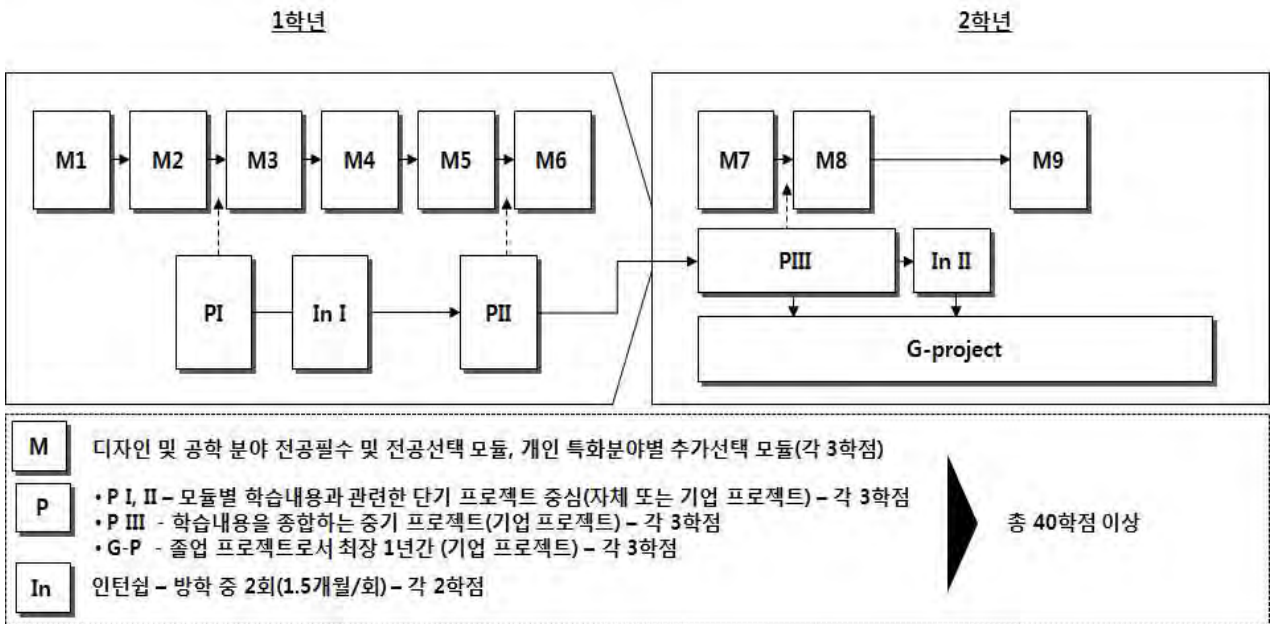 1학년
2학년
M1
M2
M3
M4
M5
M6
M7
M8
M9
PI
In I
PII
PIII
In II
G-project
M
디자인 및 공학 분야 전공필수 및 전공선택 모듈, 개인 특화분야별 추가선택 모듈(각 3학점)
P
• P I, II – 모듈별 학습내용과 관련한 단기 프로젝트 중심(자체 또는 기업 프로젝트) – 각 3학점
• P III - 학습내용을 종합하는 중기 프로젝트(기업 프로젝트) – 각 3학점
• G-P - 졸업 프로젝트로서 최장 1년간 (기업 프로젝트) – 각 3학점
In
인턴쉽 – 방학 중 2회(1.5개월/회) – 각 2학점
총 40학점 이상